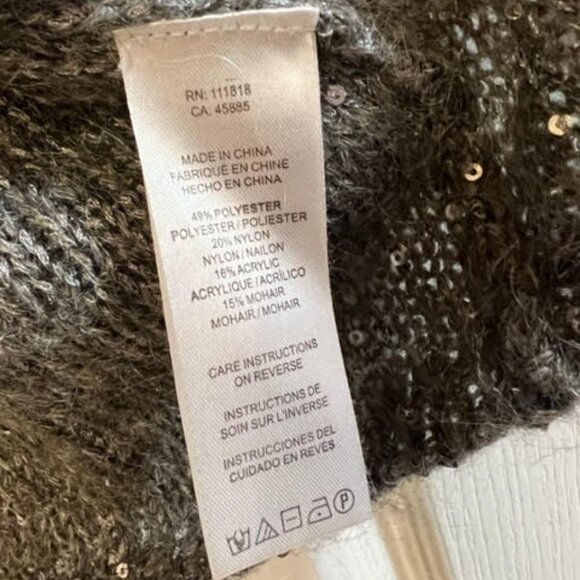 RN: 111818
CA: 45885
MADE IN CHINA
FABRIQUÉ EN CHINE
HECHO EN CHINA
49% POLYESTER
POLYESTER / POLIESTER
20% NYLON
NYLON / NAILON
16% ACRYLIC
ACRYLIQUE / ACRÍLICO
15% MOHAIR
MOHAIR / MOHAIR
CARE INSTRUCTIONS
ON REVERSE
INSTRUCTIONS DE
SOIN SUR L'INVERSE
INSTRUCCIONES DEL
CUIDADO EN REVÉS
P